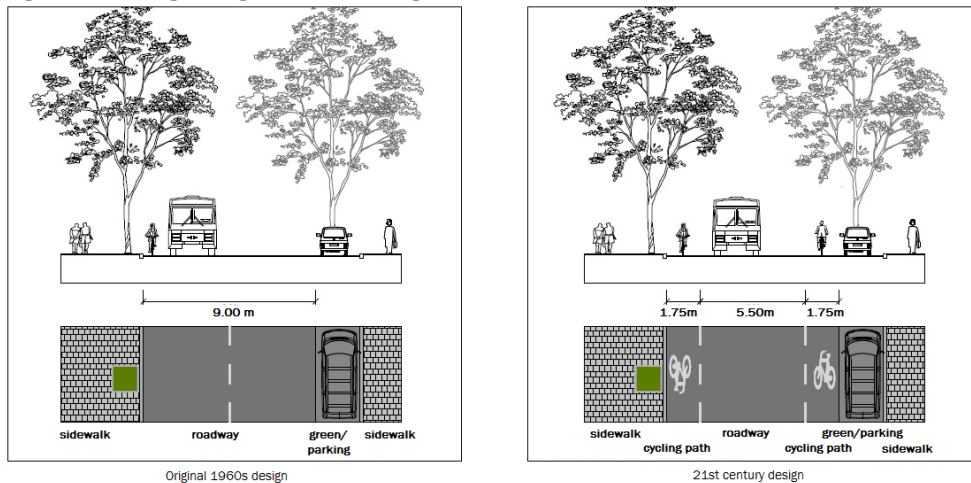 9.00 m
sidewalk
roadway
green/
parking
sidewalk
Original 1960s design
1.75m
5.50m
1.75m
sidewalk
cycling path
roadway
cycling path
green/parking
sidewalk
21st century design